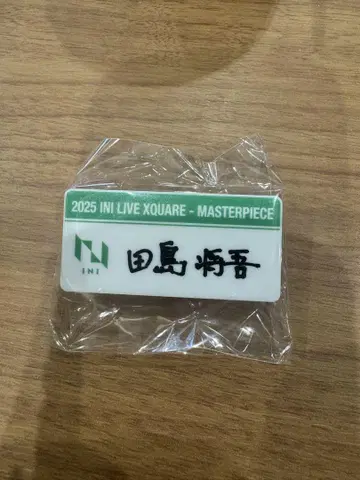 2025 INI LIVE XQUARE - MASTERPIECE
INI
田島将吾